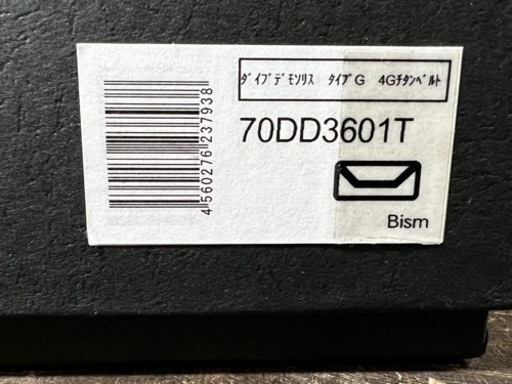 ﾀﾞｲﾌﾞﾃﾞﾓｿﾘｽ ﾀｲﾌﾞG 4Gﾁﾀﾝﾍﾞﾙﾄ
70DD3601T
4560276237938
Bism